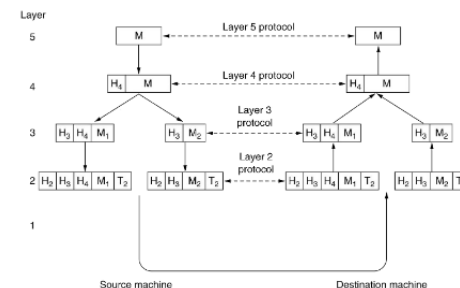 Layer
5 M Layer 5 protocol M
4 H4 M Layer 4 protocol H4 M
Layer 3
protocol
3 H3 H4 M1 H3 M2 H3 H4 M1 H3 M2
Layer 2
protocol
2 H2 H3 H4 M1 T2 H2 H3 M2 T2 H2 H3 H4 M1 T2 H2 H3 M2 T
1
Source machine Destination machine